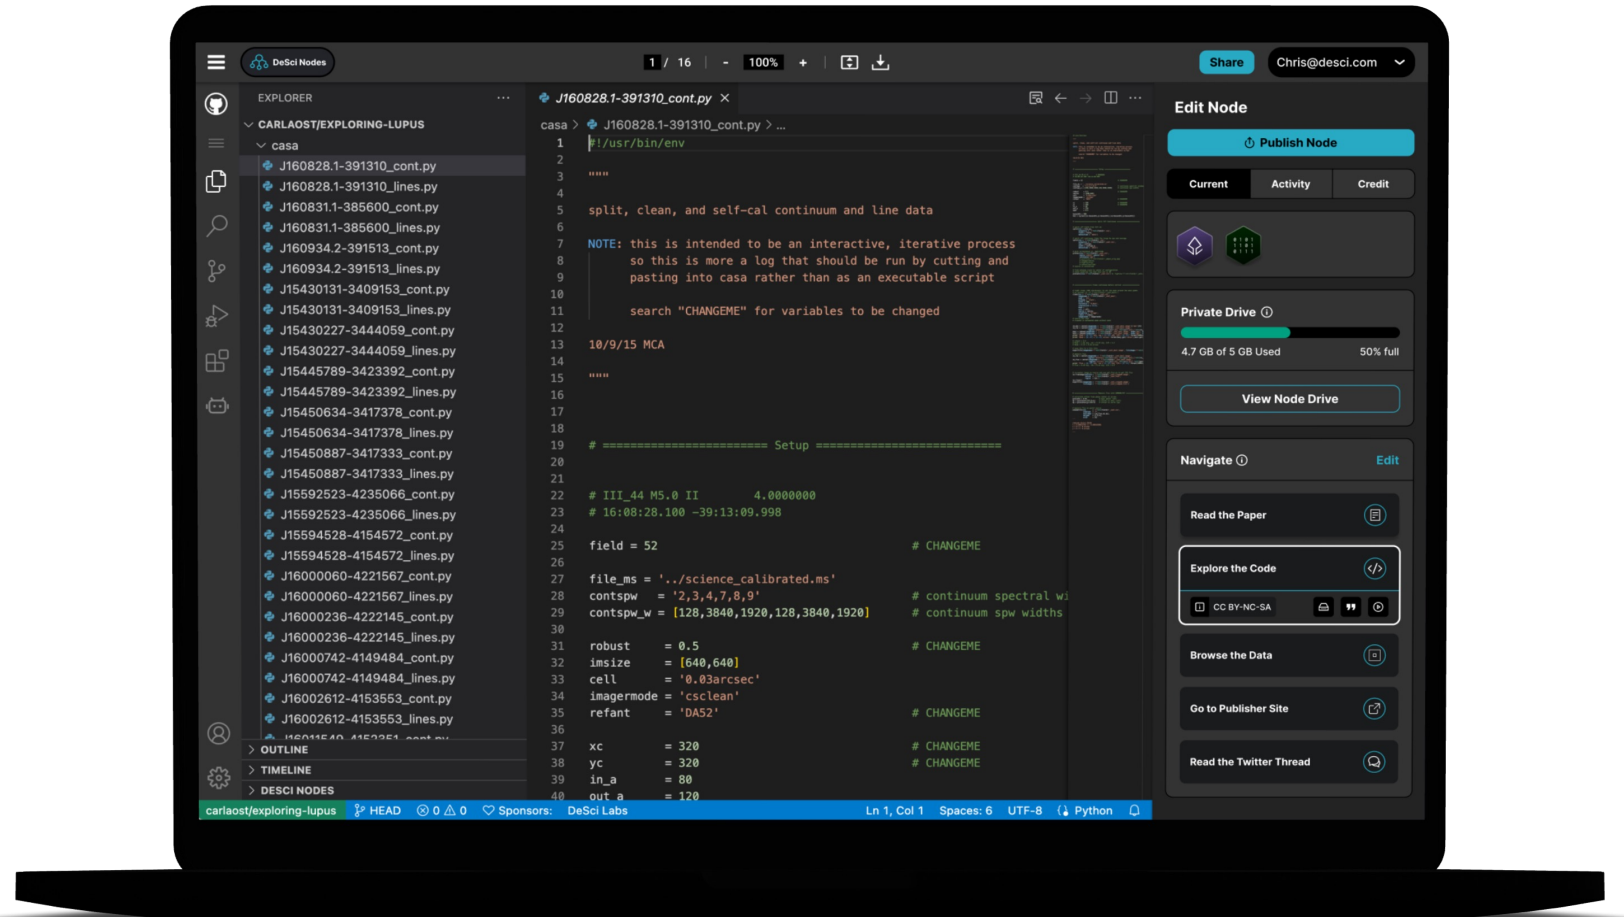 DeSci Nodes
1 / 16 | - 100% + |
Share
Chris@desci.com
EXPLORER
CARLAOST/EXPLORING-LUPUS
casa
J160828.1-391310_cont.py
J160828.1-391310_lines.py
J160831.1-385600_cont.py
J160831.1-385600_lines.py
J160934.2-391513_cont.py
J160934.2-391513_lines.py
J15430131-3409153_cont.py
J15430131-3409153_lines.py
J15430227-3444059_cont.py
J15430227-3444059_lines.py
J15445789-3423392_cont.py
J15445789-3423392_lines.py
J15450634-3417378_cont.py
J15450634-3417378_lines.py
J15450887-3417333_cont.py
J15450887-3417333_lines.py
J15592523-4235066_cont.py
J15592523-4235066_lines.py
J15594528-4154572_cont.py
J15594528-4154572_lines.py
J16000060-4221567_cont.py
J16000060-4221567_lines.py
J16000236-4222145_cont.py
J16000236-4222145_lines.py
J16000742-4149484_cont.py
J16000742-4149484_lines.py
J16002612-4153553_cont.py
J16002612-4153553_lines.py
OUTLINE
TIMELINE
DESCI NODES
J160828.1-391310_cont.py ×
casa > J160828.1-391310_cont.py > ...
1 #!/usr/bin/env
2
3 """
4
5 split, clean, and self-cal continuum and line data
6
7 NOTE: this is intended to be an interactive, iterative process
8 so this is more a log that should be run by cutting and
9 pasting into casa rather than as an executable script
10
11 search "CHANGEME" for variables to be changed
12
13 10/9/15 MCA
14
15 """
16
17
18
19 # ======================== Setup ===========================
20
21
22 # III_44 M5.0 II 4.0000000
23 # 16:08:28.100 -39:13:09.998
24
25 field = 52 # CHANGEME
26
27 file_ms = '../science_calibrated.ms'
28 contspw = '2,3,4,7,8,9' # continuum spectral wi
29 contspw_w = [128,3840,1920,128,3840,1920] # continuum spw widths
30
31 robust = 0.5 # CHANGEME
32 imsize = [640,640]
33 cell = '0.03arcsec'
34 imagermode = 'csclean'
35 refant = 'DA52' # CHANGEME
36
37 xc = 320 # CHANGEME
38 yc = 320 # CHANGEME
39 in_a = 80
40 out_a = 120
Edit Node
Publish Node
Current
Activity
Credit
Private Drive
4.7 GB of 5 GB Used
50% full
View Node Drive
Navigate
Edit
Read the Paper
Explore the Code
CC BY-NC-SA
Browse the Data
Go to Publisher Site
Read the Twitter Thread
carlaost/exploring-lupus HEAD 0 0 Sponsors: DeSci Labs Ln 1, Col 1 Spaces: 6 UTF-8 Python